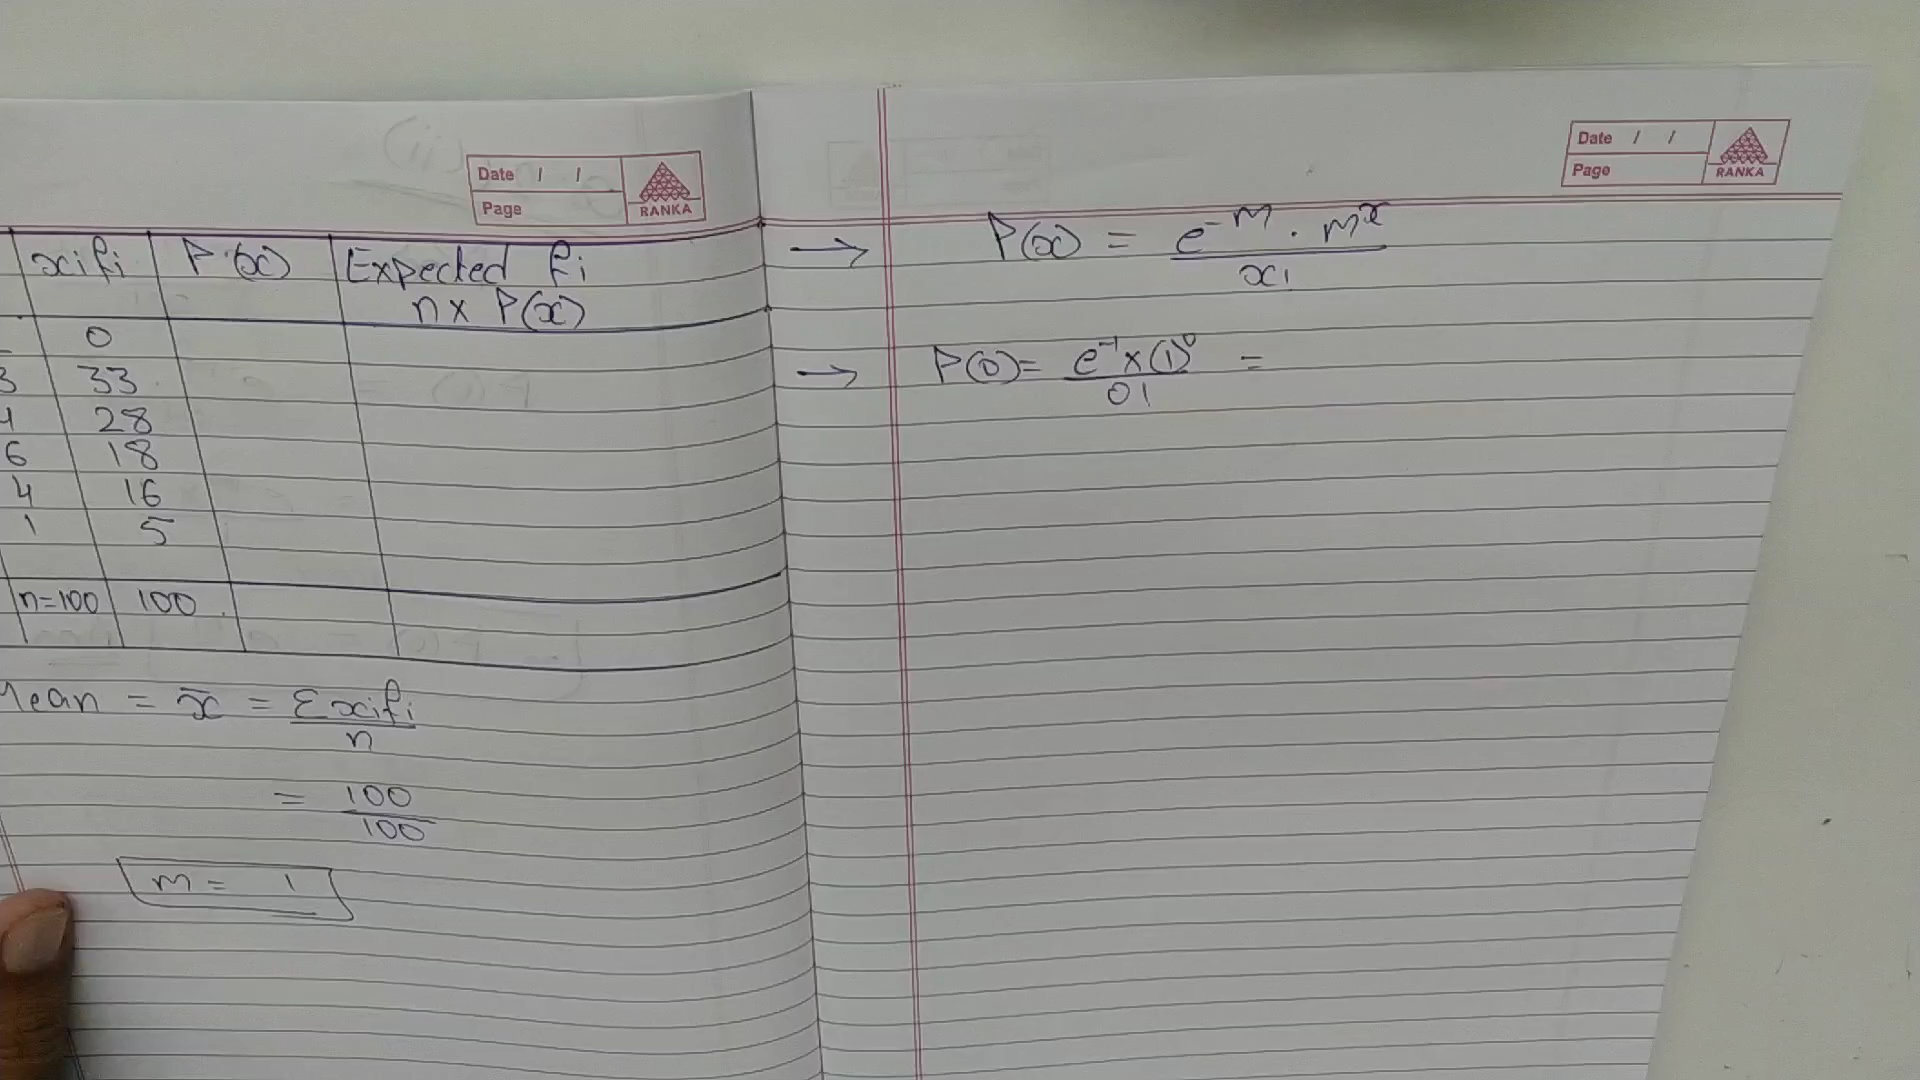 Date / /
Page
RANKA
xifi P(x) Expected fi
n x P(x)
0
3 33
4 28
6 18
4 16
1 5
n=100 100
Mean = x̄ = Σxifi
n
= 100
100
m = 1
Date / /
Page
RANKA
→ P(x) = e^-m . m^x
x!
→ P(0) = e^-1 x (1)^0 =
0!